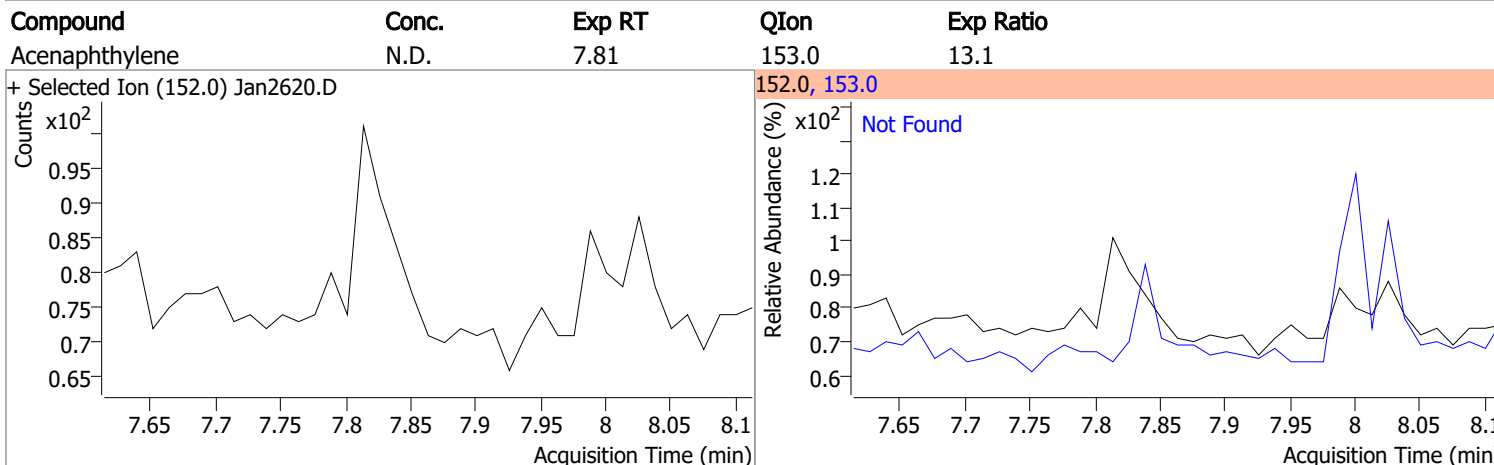 Compound Conc. Exp RT QIon Exp Ratio
Acenaphthylene N.D. 7.81 153.0 13.1
+ Selected Ion (152.0) Jan2620.D
Counts
x10²
0.95
0.9
0.85
0.8
0.75
0.7
0.65
7.65 7.7 7.75 7.8 7.85 7.9 7.95 8 8.05 8.1
Acquisition Time (min)
152.0, 153.0
Relative Abundance (%)
x10²
Not Found
1.2
1.1
1
0.9
0.8
0.7
0.6
7.65 7.7 7.75 7.8 7.85 7.9 7.95 8 8.05 8.1
Acquisition Time (min)